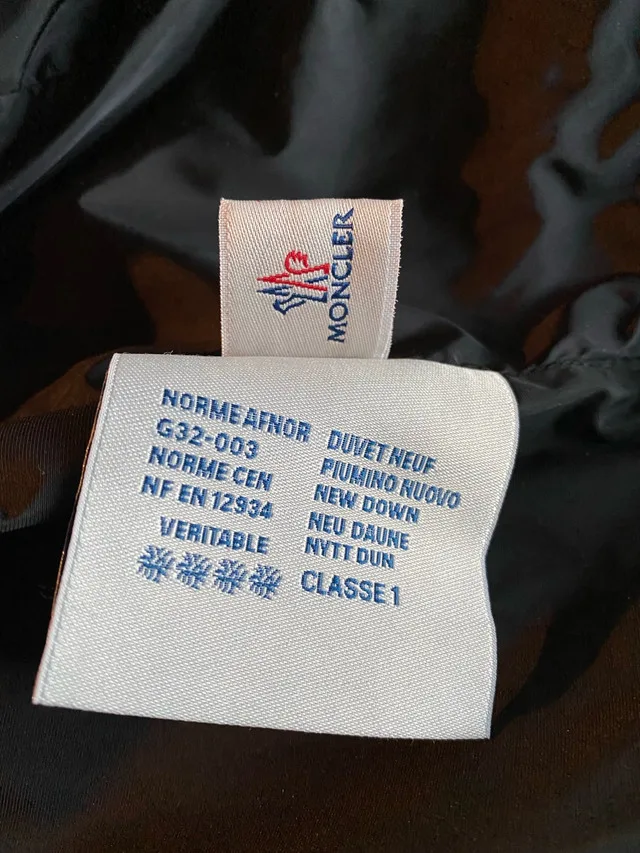 MONCLER
NORME AFNOR
G32-003
NORME CEN
NF EN 12934
VERITABLE
DUVET NEUF
PIUMINO NUOVO
NEW DOWN
NEU DAUNE
NYTT DUN
CLASSE 1